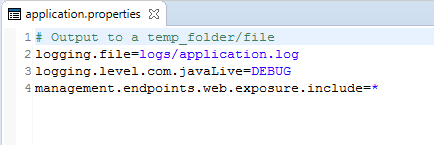 application.properties
1 # Output to a temp_folder/file
2 logging.file=logs/application.log
3 logging.level.com.javaLive=DEBUG
4 management.endpoints.web.exposure.include=*